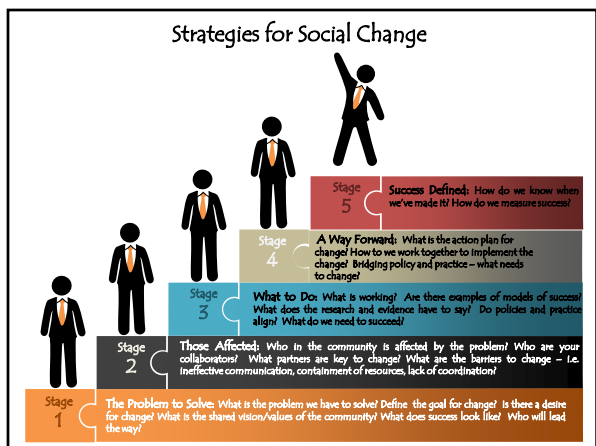 Strategies for Social Change
Stage
5
Success Defined: How do we know when
we've made it? How do we measure success?
Stage
4
A Way Forward: What is the action plan for
change? How to we work together to implement the
change? Bridging policy and practice – what needs
to change?
Stage
3
What to Do: What is working? Are there examples of models of success?
What does the research and evidence have to say? Do policies and practice
align? What do we need to succeed?
Stage
2
Those Affected: Who in the community is affected by the problem? Who are your
collaborators? What partners are key to change? What are the barriers to change – i.e.
ineffective communication, containment of resources, lack of coordination?
Stage
1
The Problem to Solve: What is the problem we have to solve? Define the goal for change? Is there a desire
for change? What is the shared vision/values of the community? What does success look like? Who will lead
the way?